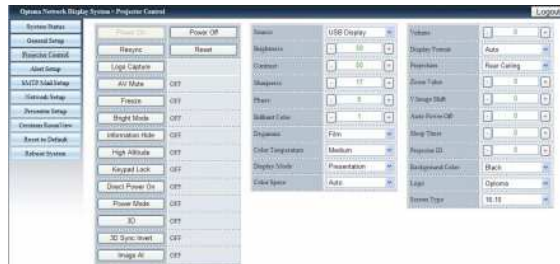 Optoma Network Display System > Projector Control
Logout
System Status
General Setup
Projector Control
Alert Setup
SMTP Mail Setup
Network Setup
Presenter Setup
Crestron RoomView
Reset to Default
Reboot System
Power On
Power Off
Resync
Reset
Logo Capture
AV Mute OFF
Freeze OFF
Bright Mode OFF
Information Hide OFF
High Altitude OFF
Keypad Lock OFF
Direct Power On OFF
Power Mode OFF
3D OFF
3D Sync Invert OFF
Image AI OFF
Source USB Display
Brightness - 50 +
Contrast - 50 +
Sharpness +
Phase - 0 +
Brilliant Color - 1 +
Degamma Film
Color Temperature Medium
Display Mode Presentation
Color Space Auto
Volume - +
Display Format Auto
Projection Rear Ceiling
Zoom Value - 0 +
V Image Shift - 0 +
Auto Power Off - 0 +
Sleep Timer - 0 +
Projector ID - 0 +
Background Color Black
Logo Optoma
Screen Type 16:10